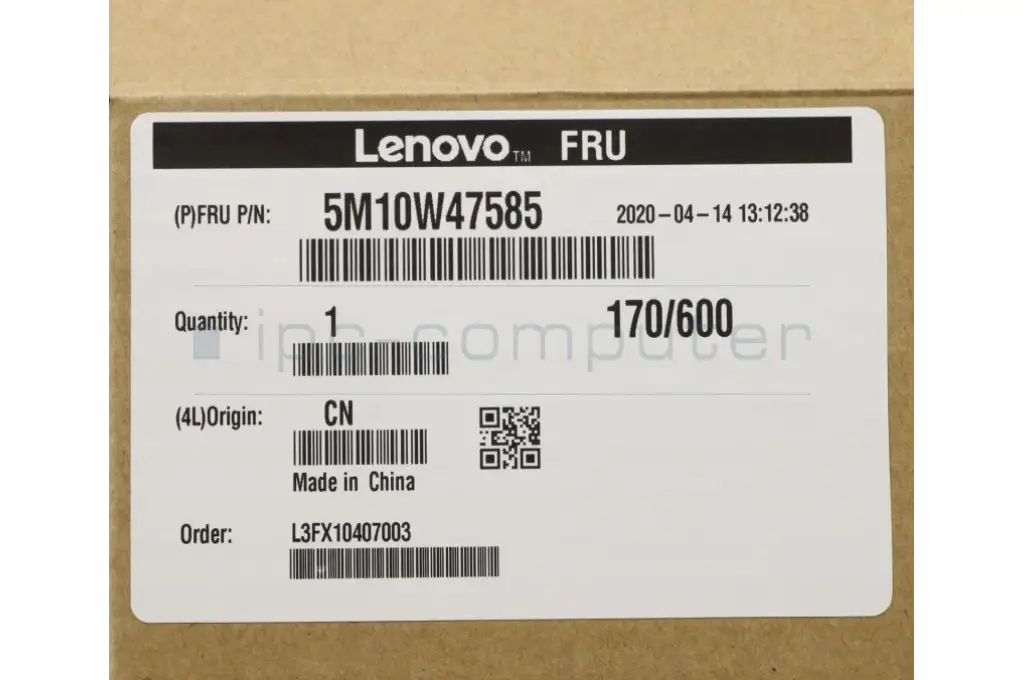 Lenovo™ FRU
(P)FRU P/N: 5M10W47585 2020-04-14 13:12:38
Quantity: 1 170/600
ipc-computer
(4L)Origin: CN
Made in China
Order: L3FX10407003